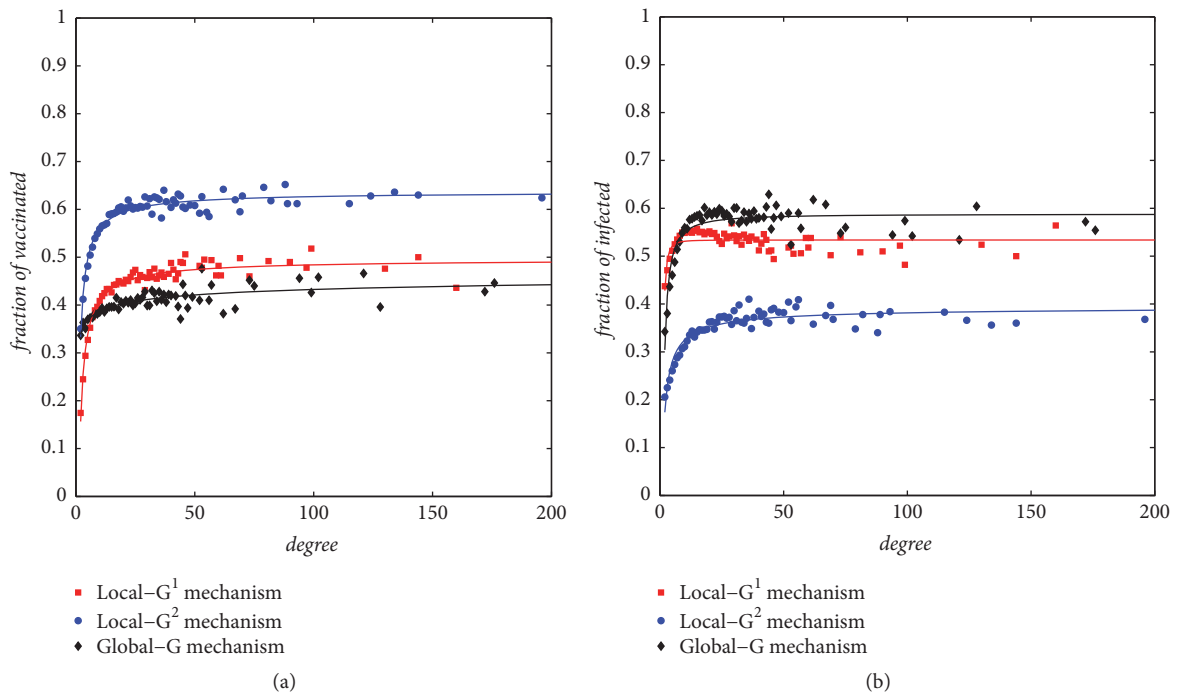 1
0.9
0.8
0.7
0.6
0.5
0.4
0.3
0.2
0.1
0
fraction of vaccinated
0 50 100 150 200
degree
Local−G¹ mechanism
Local−G² mechanism
Global−G mechanism
(a)
1
0.9
0.8
0.7
0.6
0.5
0.4
0.3
0.2
0.1
0
fraction of infected
0 50 100 150 200
degree
Local−G¹ mechanism
Local−G² mechanism
Global−G mechanism
(b)